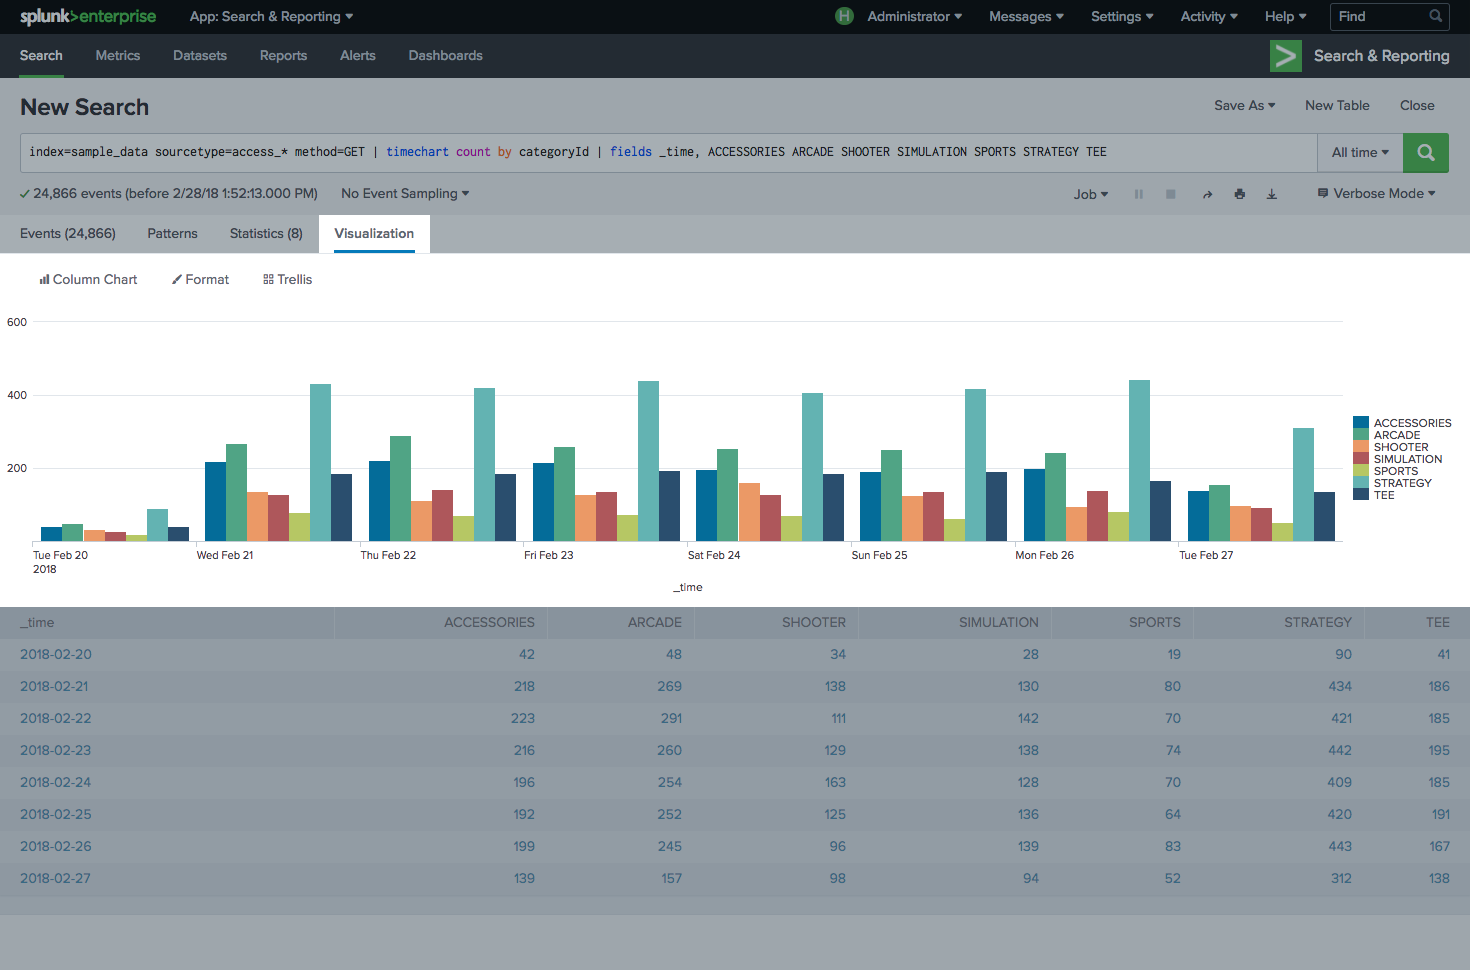 splunk>enterprise App: Search & Reporting H Administrator Messages Settings Activity Help Find
Search Metrics Datasets Reports Alerts Dashboards Search & Reporting
New Search Save As New Table Close
index=sample_data sourcetype=access_* method=GET | timechart count by categoryId | fields _time, ACCESSORIES ARCADE SHOOTER SIMULATION SPORTS STRATEGY TEE All time
24,866 events (before 2/28/18 1:52:13.000 PM) No Event Sampling Job Verbose Mode
Events (24,866) Patterns Statistics (8) Visualization
Column Chart Format Trellis
600
400
200
ACCESSORIES
ARCADE
SHOOTER
SIMULATION
SPORTS
STRATEGY
TEE
Tue Feb 20 Wed Feb 21 Thu Feb 22 Fri Feb 23 Sat Feb 24 Sun Feb 25 Mon Feb 26 Tue Feb 27
2018
_time
_time ACCESSORIES ARCADE SHOOTER SIMULATION SPORTS STRATEGY TEE
2018-02-20 42 48 34 28 19 90 41
2018-02-21 218 269 138 130 80 434 186
2018-02-22 223 291 111 142 70 421 185
2018-02-23 216 260 129 138 74 442 195
2018-02-24 196 254 163 128 70 409 185
2018-02-25 192 252 125 136 64 420 191
2018-02-26 199 245 96 139 83 443 167
2018-02-27 139 157 98 94 52 312 138